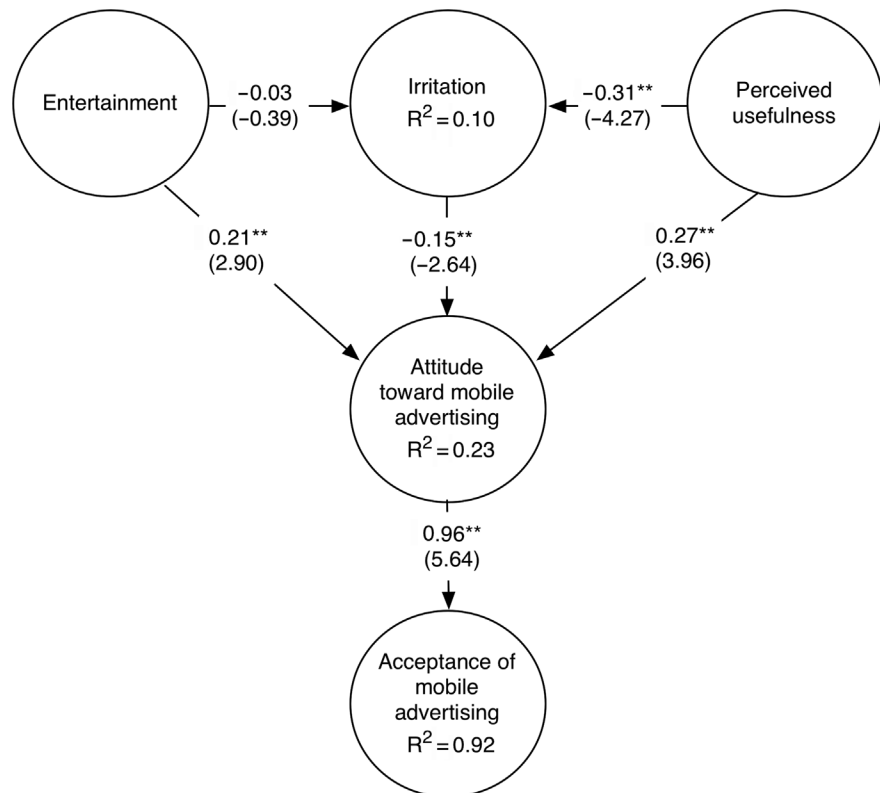 Entertainment
−0.03
(−0.39)
Irritation
R² = 0.10
−0.31**
(−4.27)
Perceived
usefulness
0.21**
(2.90)
−0.15**
(−2.64)
0.27**
(3.96)
Attitude
toward mobile
advertising
R² = 0.23
0.96**
(5.64)
Acceptance of
mobile
advertising
R² = 0.92